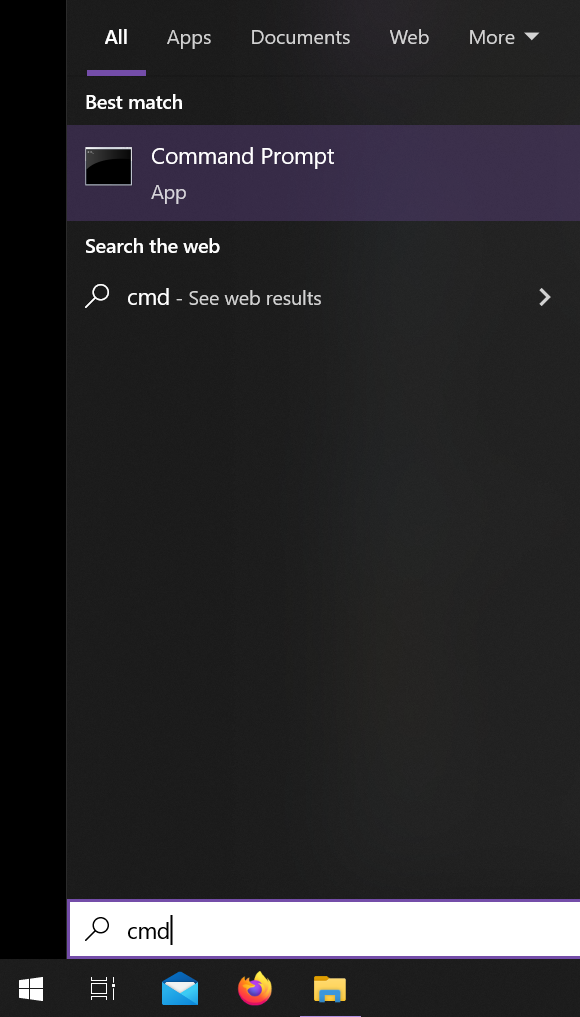 All Apps Documents Web More
Best match
Command Prompt
App
Search the web
cmd - See web results
cmd